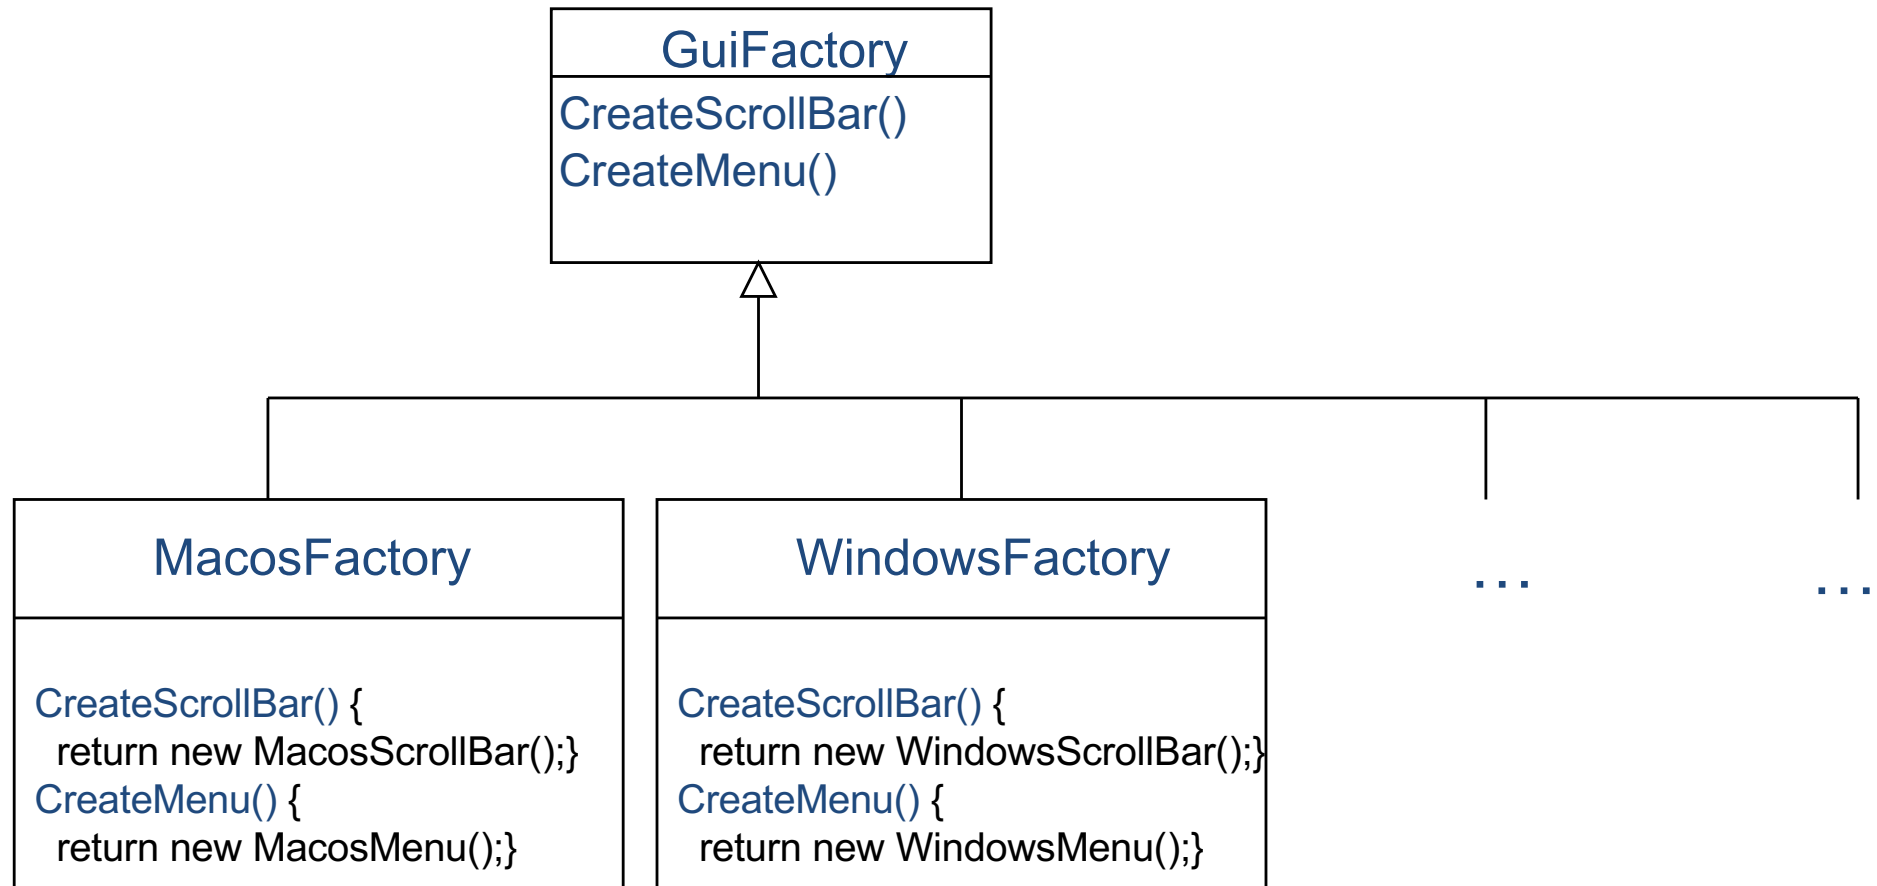 GuiFactory
CreateScrollBar()
CreateMenu()
MacosFactory
CreateScrollBar() {
return new MacosScrollBar();}
CreateMenu() {
return new MacosMenu();}
WindowsFactory
CreateScrollBar() {
return new WindowsScrollBar();}
CreateMenu() {
return new WindowsMenu();}
...
...